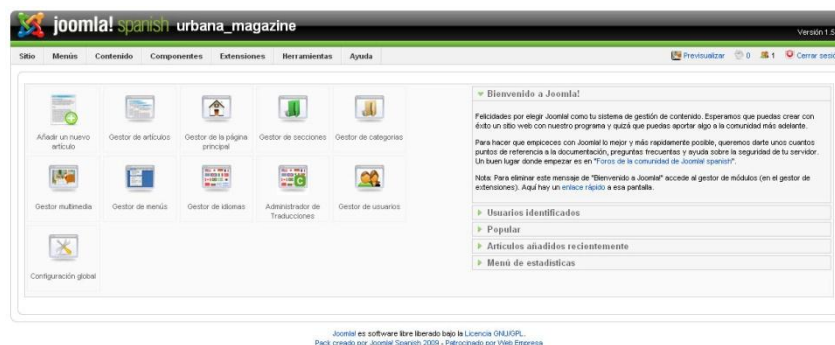 joomla! spanish urbana_magazine
Versión 1.5
Sitio Menús Contenido Componentes Extensiones Herramientas Ayuda
Previsualizar 0 1 Cerrar sesió
Añadir un nuevo artículo
Gestor de artículos
Gestor de la página principal
Gestor de secciones
Gestor de categorías
Gestor multimedia
Gestor de menús
Gestor de idiomas
Administrador de Traducciones
Gestor de usuarios
Configuración global
Bienvenido a Joomla!
Felicidades por elegir Joomla! como tu sistema de gestión de contenido. Esperamos que puedas crear con
éxito un sitio web con nuestro programa y quizá que puedas aportar algo a la comunidad más adelante.
Para hacer que empieces con Joomla! lo mejor y más rapidamente posible, queremos darte unos cuantos
puntos de referencia a la documentación, preguntas frecuentes y ayuda sobre la seguridad de tu servidor.
Un buen lugar donde empezar es en "Foros de la comunidad de Joomla! spanish".
Nota: Para eliminar este mensaje de "Bienvenido a Joomla!" accede al gestor de módulos (en el gestor de
extensiones). Aquí hay un enlace rápido a esa pantalla.
Usuarios identificados
Popular
Artículos añadidos recientemente
Menú de estadísticas
Joomla! es software libre liberado bajo la Licencia GNU/GPL.
Pack creado por Joomla! Spanish 2009 - Patrocinado por Web Empresa